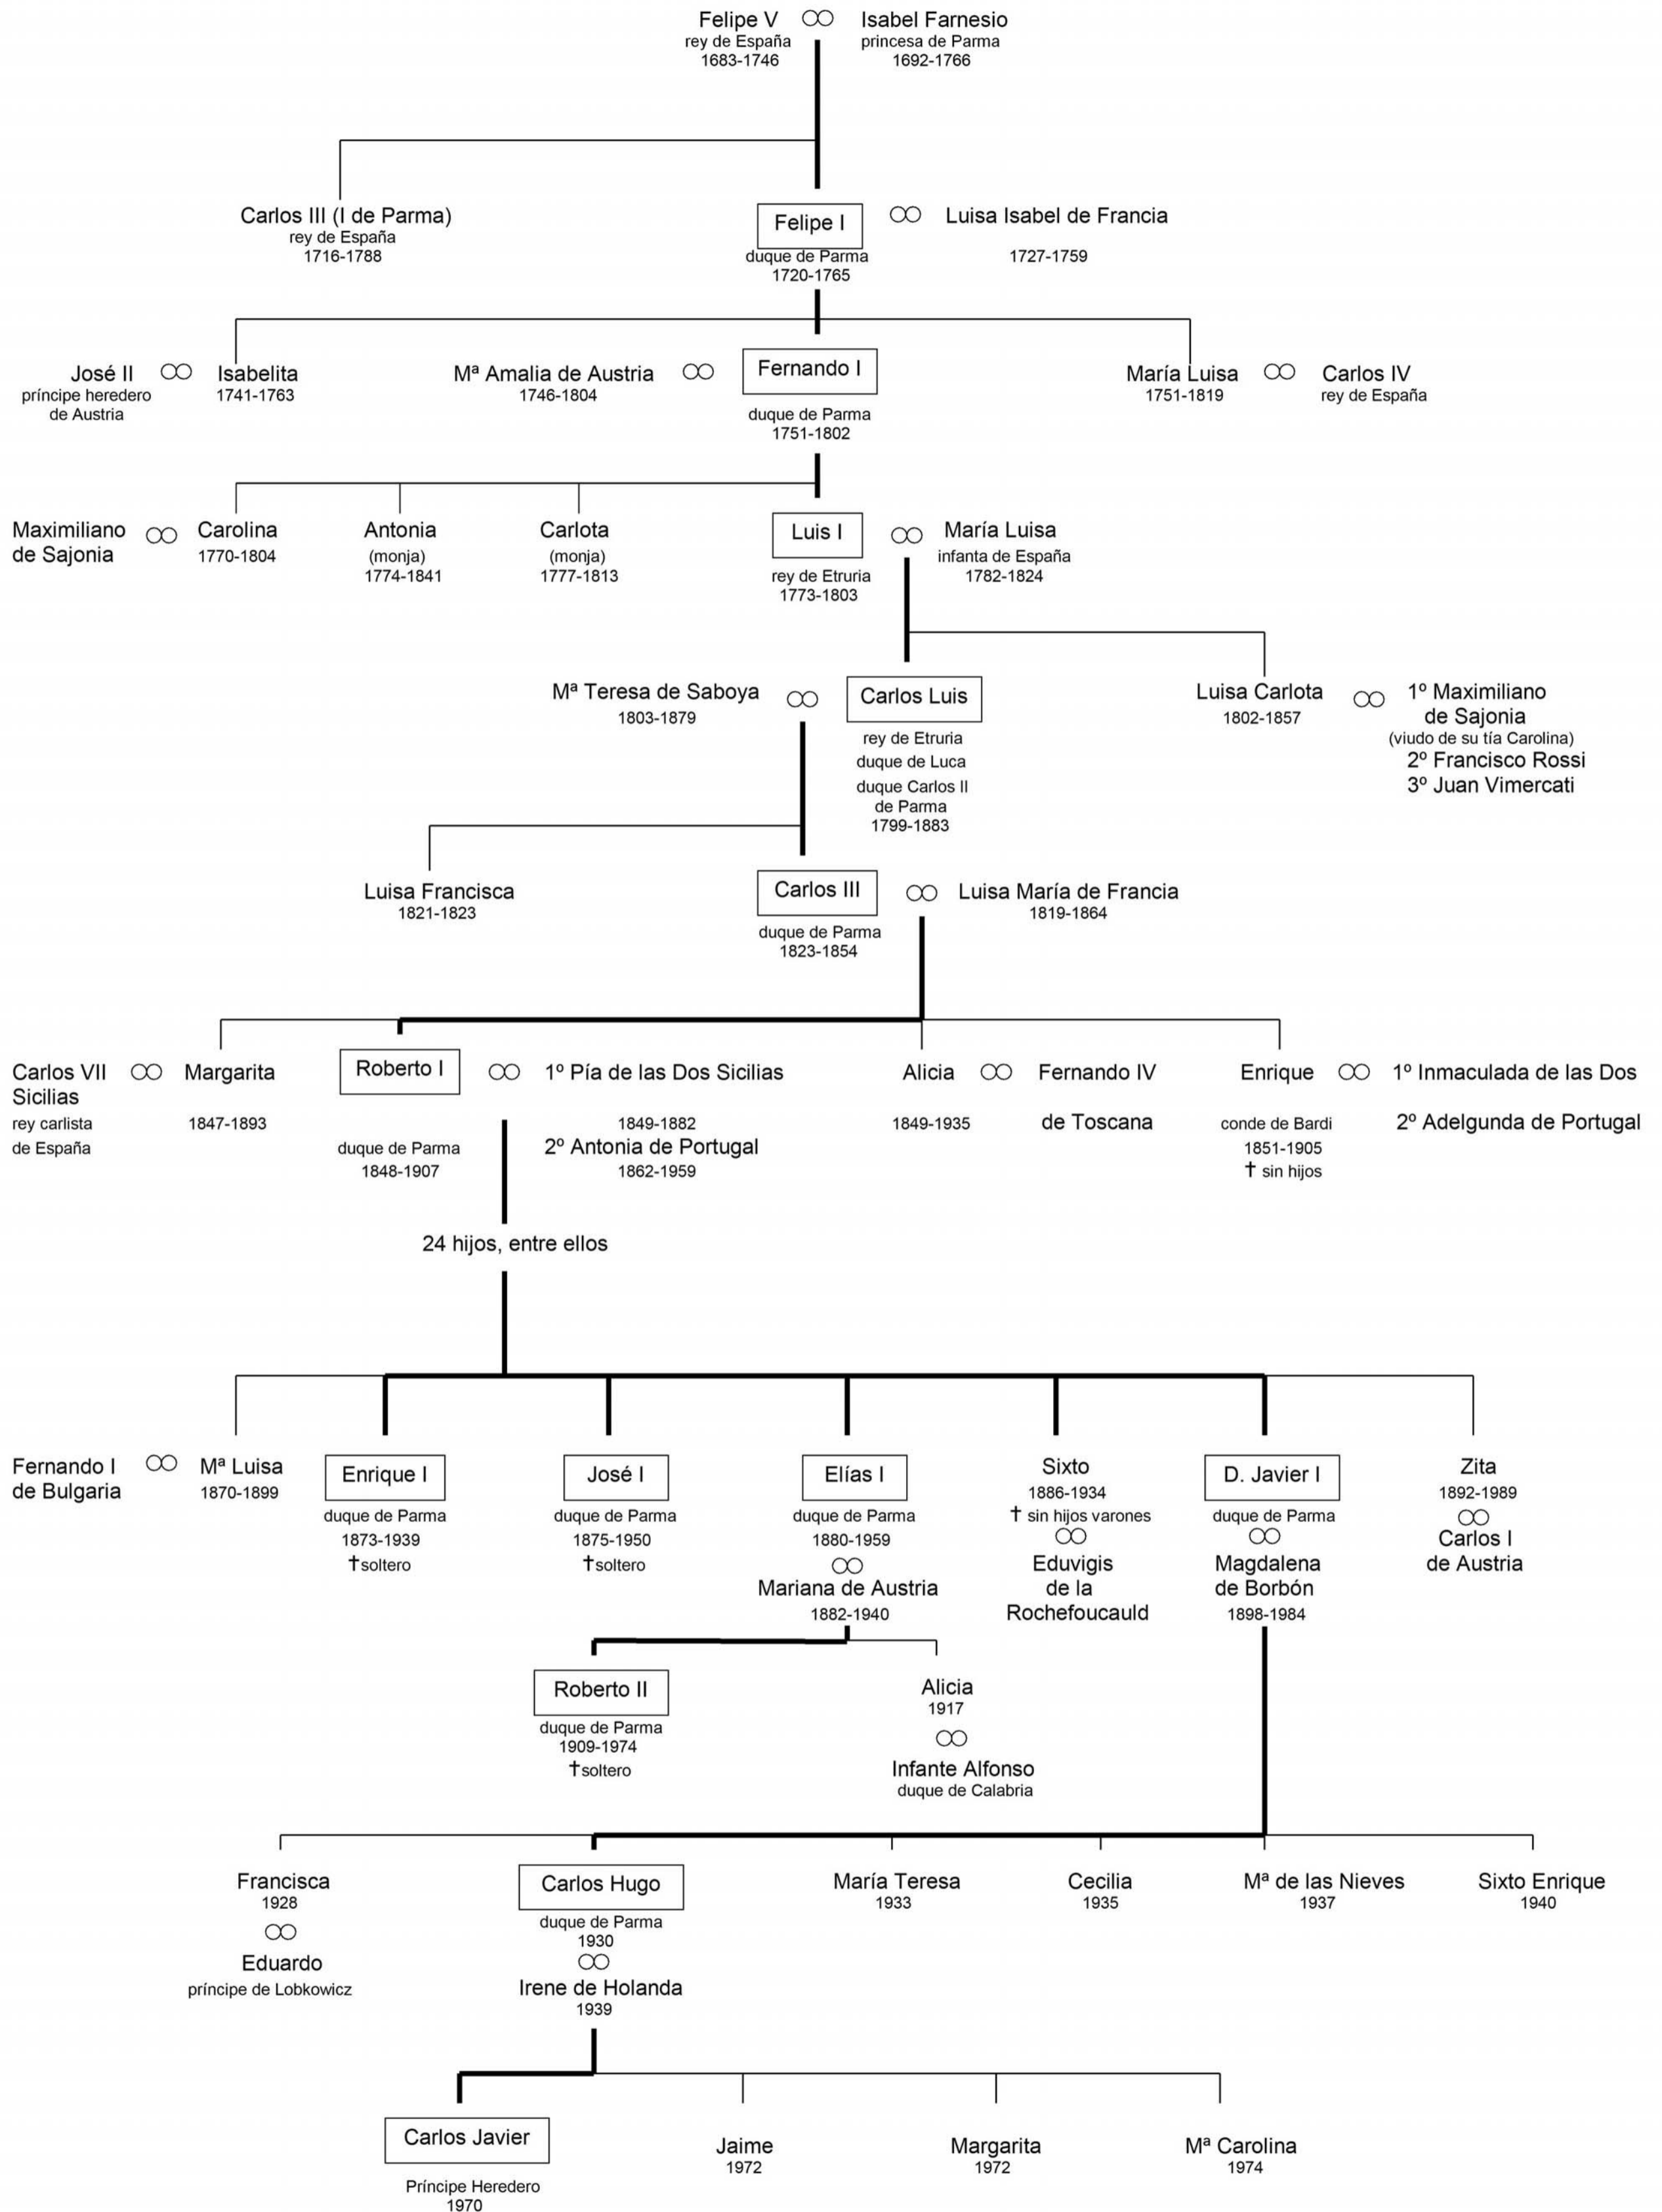 Felipe V Isabel Farnesio
rey de España princesa de Parma
1683-1746 1692-1766
Carlos III (I de Parma) Felipe I Luisa Isabel de Francia
rey de España duque de Parma
1716-1788 1720-1765 1727-1759
José II Isabelita Mª Amalia de Austria Fernando I María Luisa Carlos IV
príncipe heredero 1741-1763 1746-1804 1751-1819 rey de España
de Austria duque de Parma
1751-1802
Maximiliano Carolina Antonia Carlota Luis I María Luisa
de Sajonia 1770-1804 (monja) (monja) infanta de España
1774-1841 1777-1813 rey de Etruria 1782-1824
1773-1803
Mª Teresa de Saboya Carlos Luis Luisa Carlota 1º Maximiliano
1803-1879 1802-1857 de Sajonia
rey de Etruria (viudo de su tía Carolina)
duque de Luca 2º Francisco Rossi
duque Carlos II 3º Juan Vimercati
de Parma
1799-1883
Luisa Francisca Carlos III Luisa María de Francia
1821-1823 1819-1864
duque de Parma
1823-1854
Carlos VII Margarita Roberto I 1º Pía de las Dos Sicilias Alicia Fernando IV Enrique 1º Inmaculada de las Dos
Sicilias
rey carlista 1847-1893 1849-1882 1849-1935 de Toscana conde de Bardi 2º Adelgunda de Portugal
de España duque de Parma 2º Antonia de Portugal 1851-1905
1848-1907 1862-1959 ✝ sin hijos
24 hijos, entre ellos
Fernando I Mª Luisa Enrique I José I Elías I Sixto D. Javier I Zita
de Bulgaria 1870-1899 1886-1934 1892-1989
duque de Parma duque de Parma duque de Parma ✝ sin hijos varones duque de Parma
1873-1939 1875-1950 1880-1959 Carlos I
✝soltero ✝soltero Eduvigis Magdalena de Austria
Mariana de Austria de la de Borbón
1882-1940 Rochefoucauld 1898-1984
Roberto II Alicia
1917
duque de Parma
1909-1974
✝soltero Infante Alfonso
duque de Calabria
Francisca Carlos Hugo María Teresa Cecilia Mª de las Nieves Sixto Enrique
1928 1933 1935 1937 1940
duque de Parma
1930
Eduardo
príncipe de Lobkowicz Irene de Holanda
1939
Carlos Javier Jaime Margarita Mª Carolina
1972 1972 1974
Príncipe Heredero
1970